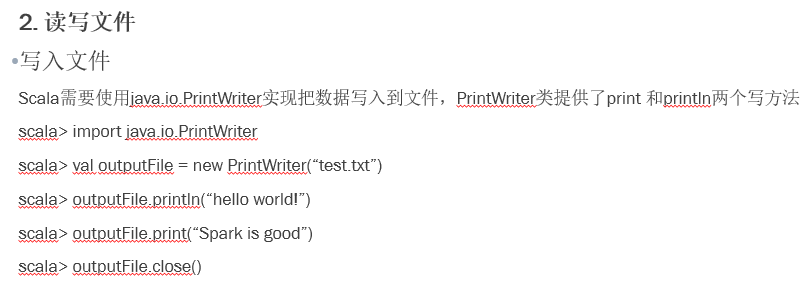 2. 读写文件
•写入文件
Scala需要使用java.io.PrintWriter实现把数据写入到文件，PrintWriter类提供了print 和println两个写方法
scala> import java.io.PrintWriter
scala> val outputFile = new PrintWriter(“test.txt”)
scala> outputFile.println(“hello world!”)
scala> outputFile.print(“Spark is good”)
scala> outputFile.close()